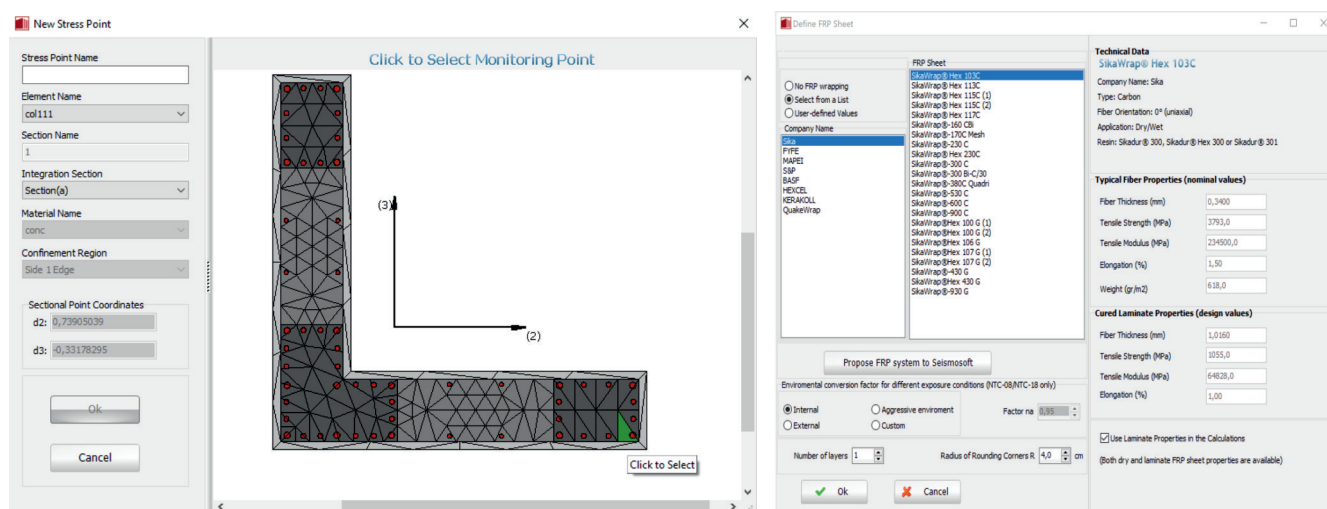 New Stress Point
Stress Point Name
Element Name
col111
Section Name
1
Integration Section
Section(a)
Material Name
conc
Confinement Region
Side 1 Edge
Sectional Point Coordinates
d2: 0,73905039
d3: -0,33178295
Ok
Cancel
Click to Select Monitoring Point
(3)
(2)
Click to Select
Define FRP Sheet
No FRP wrapping
Select from a List
User-defined Values
Company Name
Sika
FYFE
MAPEI
S&P
BASF
HEXCEL
KERAKOLL
QuakeWrap
FRP Sheet
SikaWrap® Hex 103C
SikaWrap® Hex 113C
SikaWrap® Hex 115C (1)
SikaWrap® Hex 115C (2)
SikaWrap® Hex 117C
SikaWrap®-160 CBi
SikaWrap®-170C Mesh
SikaWrap®-230 C
SikaWrap® Hex 230C
SikaWrap®-300 C
SikaWrap®-300 Bi-C/30
SikaWrap®-380C Quadri
SikaWrap®-530 C
SikaWrap®-600 C
SikaWrap®-900 C
SikaWrap®Hex 100 G (1)
SikaWrap®Hex 100 G (2)
SikaWrap®Hex 106 G
SikaWrap®Hex 107 G (1)
SikaWrap®Hex 107 G (2)
SikaWrap®-430 G
SikaWrap®Hex 430 G
SikaWrap®-930 G
Propose FRP system to Seismosoft
Enviromental conversion factor for different exposure conditions (NTC-08/NTC-18 only)
Internal
Aggressive enviroment
Factor na 0,95
External
Custom
Number of layers 1
Radius of Rounding Corners R 4,0 cm
Ok
Cancel
Technical Data
SikaWrap® Hex 103C
Company Name: Sika
Type: Carbon
Fiber Orientation: 0° (uniaxial)
Application: Dry/Wet
Resin: Sikadur® 300, Sikadur® Hex 300 or Sikadur® 301
Typical Fiber Properties (nominal values)
Fiber Thickness (mm) 0,3400
Tensile Strength (MPa) 3793,0
Tensile Modulus (MPa) 234500,0
Elongation (%) 1,50
Weight (gr/m2) 618,0
Cured Laminate Properties (design values)
Fiber Thickness (mm) 1,0160
Tensile Strength (MPa) 1055,0
Tensile Modulus (MPa) 64828,0
Elongation (%) 1,00
Use Laminate Properties in the Calculations
(Both dry and laminate FRP sheet properties are available)